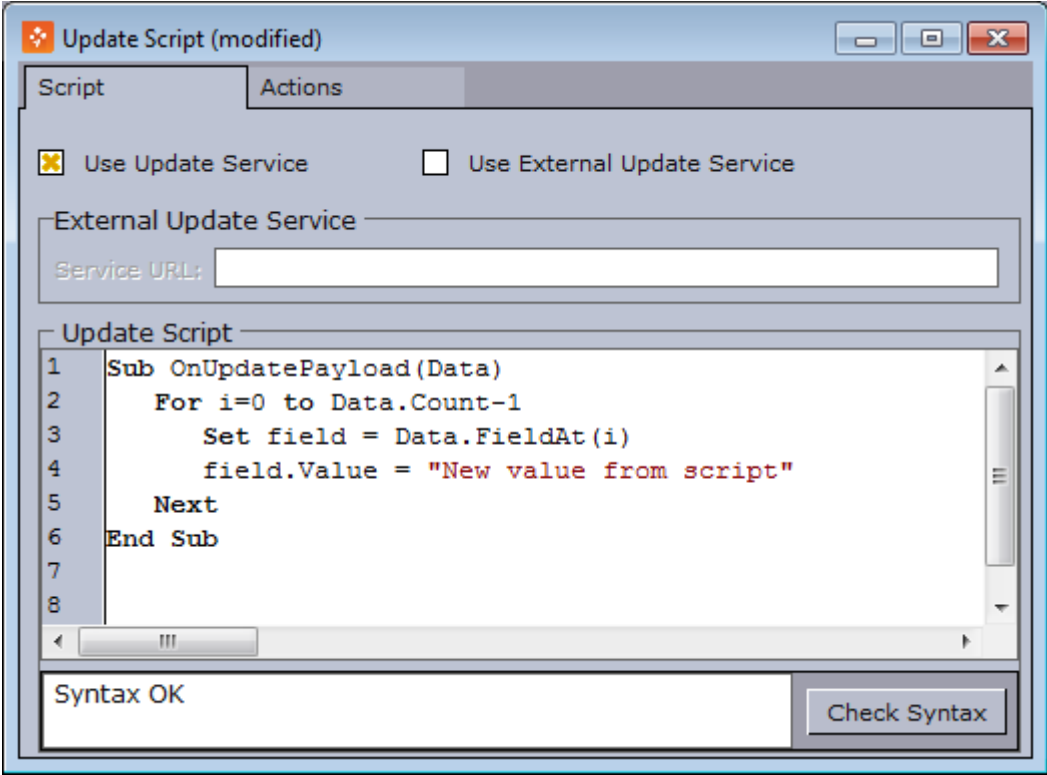 Update Script (modified)
Script Actions
Use Update Service Use External Update Service
External Update Service
Service URL:
Update Script
1 Sub OnUpdatePayload(Data)
2 For i=0 to Data.Count-1
3 Set field = Data.FieldAt(i)
4 field.Value = "New value from script"
5 Next
6 End Sub
7
8
Syntax OK
Check Syntax